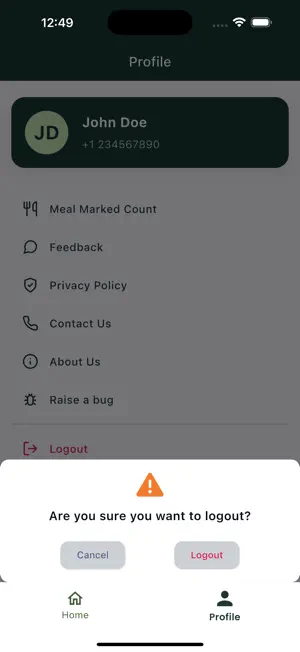 12:49
Profile
JD
John Doe
+1 234567890
Meal Marked Count
Feedback
Privacy Policy
Contact Us
About Us
Raise a bug
Logout
Are you sure you want to logout?
Cancel
Logout
Home
Profile